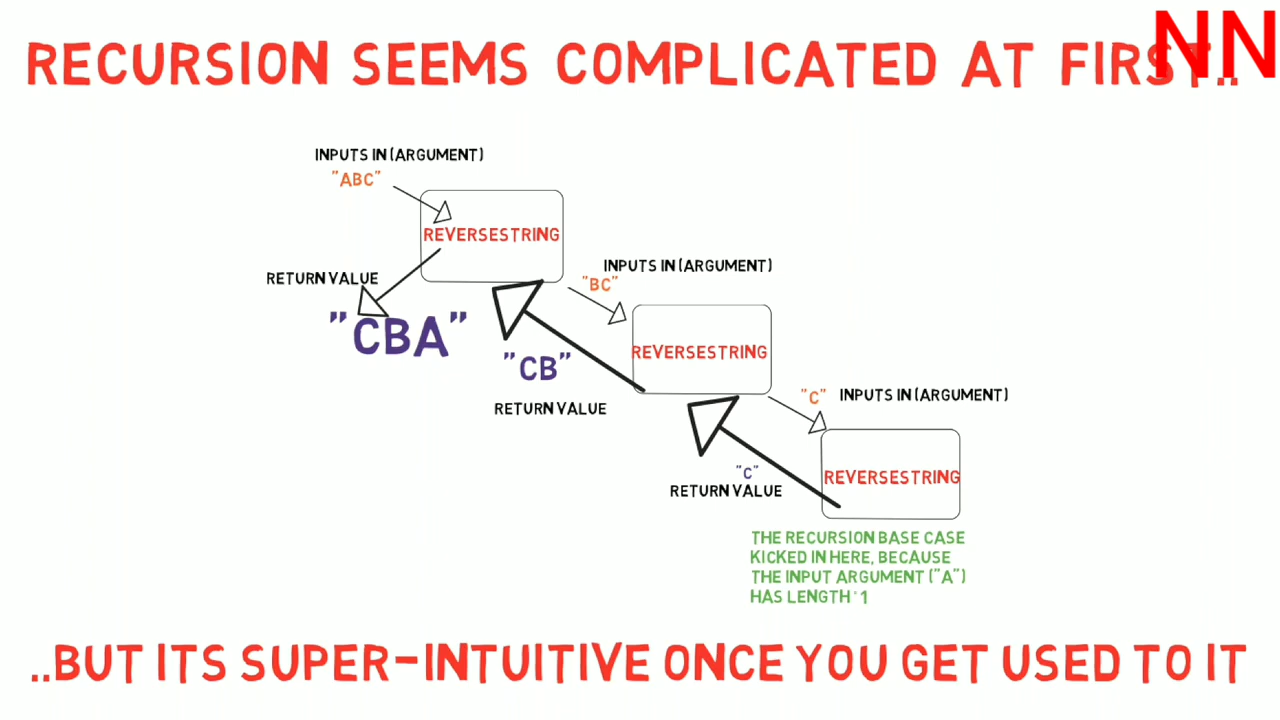 RECURSION SEEMS COMPLICATED AT FIRST..
NN
INPUTS IN (ARGUMENT)
"ABC"
REVERSESTRING
RETURN VALUE
"CBA"
INPUTS IN (ARGUMENT)
"BC"
REVERSESTRING
"CB"
RETURN VALUE
"C" INPUTS IN (ARGUMENT)
REVERSESTRING
"C"
RETURN VALUE
THE RECURSION BASE CASE
KICKED IN HERE, BECAUSE
THE INPUT ARGUMENT ("A")
HAS LENGTH 1
..BUT ITS SUPER-INTUITIVE ONCE YOU GET USED TO IT